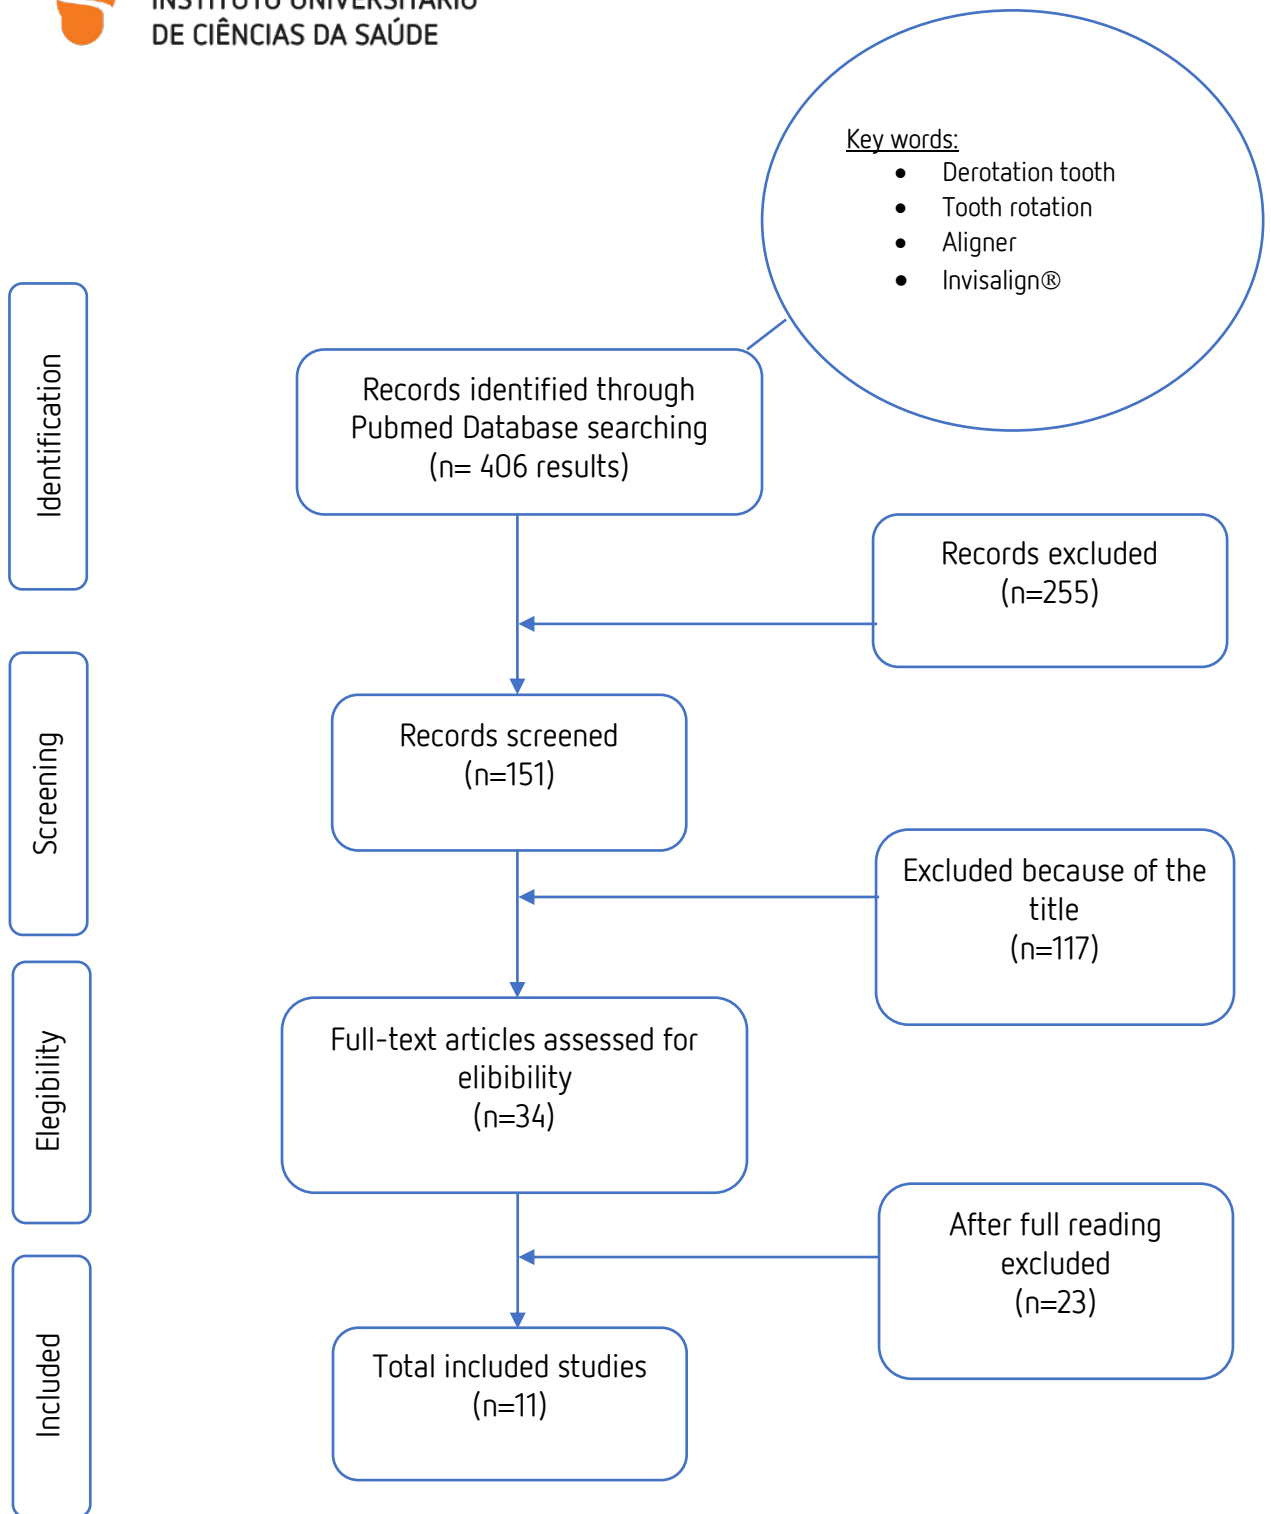 INSTITUTO UNIVERSITÁRIO
DE CIÊNCIAS DA SAÚDE
Key words:
• Derotation tooth
• Tooth rotation
• Aligner
• Invisalign®
Identification
Records identified through
Pubmed Database searching
(n= 406 results)
Records excluded
(n=255)
Screening
Records screened
(n=151)
Excluded because of the
title
(n=117)
Elegibility
Full-text articles assessed for
elibibility
(n=34)
After full reading
excluded
(n=23)
Included
Total included studies
(n=11)